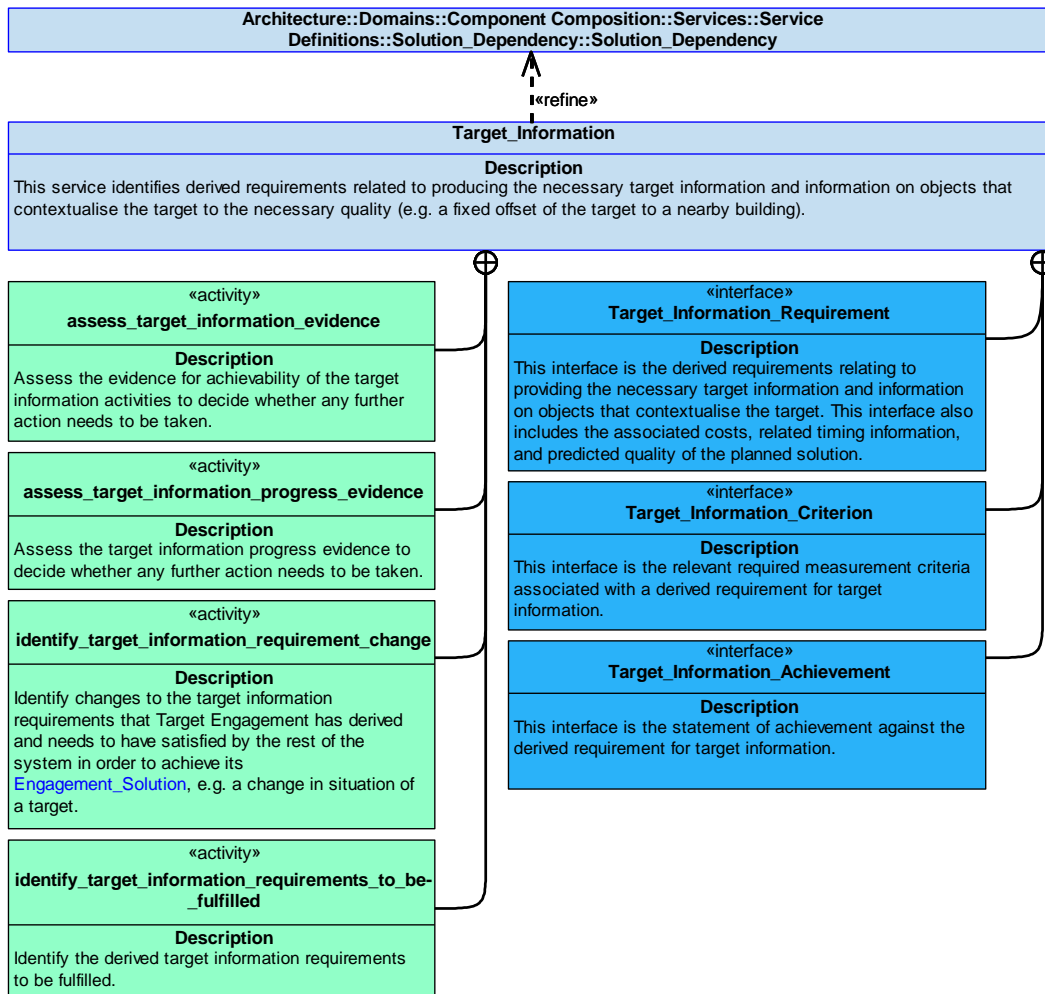 Architecture::Domains::Component Composition::Services::Service
Definitions::Solution_Dependency::Solution_Dependency
«refine»
Target_Information
Description
This service identifies derived requirements related to producing the necessary target information and information on objects that
contextualise the target to the necessary quality (e.g. a fixed offset of the target to a nearby building).
«activity»
assess_target_information_evidence
Description
Assess the evidence for achievability of the target
information activities to decide whether any further
action needs to be taken.
«activity»
assess_target_information_progress_evidence
Description
Assess the target information progress evidence to
decide whether any further action needs to be taken.
«activity»
identify_target_information_requirement_change
Description
Identify changes to the target information
requirements that Target Engagement has derived
and needs to have satisfied by the rest of the
system in order to achieve its
Engagement_Solution, e.g. a change in situation of
a target.
«activity»
identify_target_information_requirements_to_be-
_fulfilled
Description
Identify the derived target information requirements
to be fulfilled.
«interface»
Target_Information_Requirement
Description
This interface is the derived requirements relating to
providing the necessary target information and information
on objects that contextualise the target. This interface also
includes the associated costs, related timing information,
and predicted quality of the planned solution.
«interface»
Target_Information_Criterion
Description
This interface is the relevant required measurement criteria
associated with a derived requirement for target
information.
«interface»
Target_Information_Achievement
Description
This interface is the statement of achievement against the
derived requirement for target information.